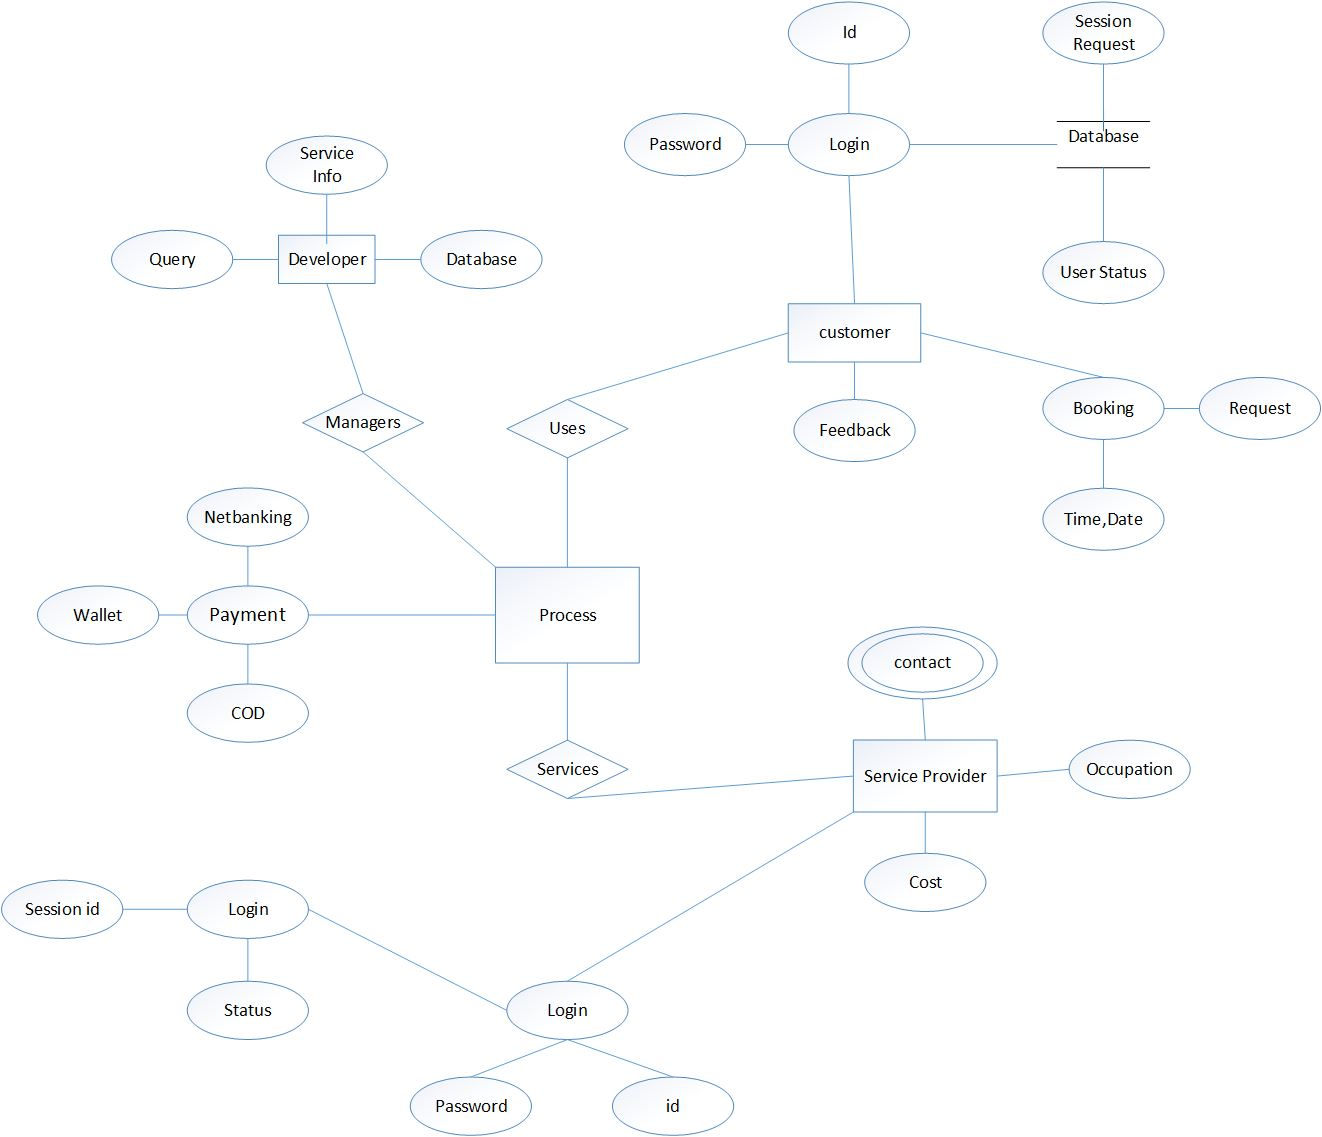 Id
Session
Request
Password
Login
Database
Service
Info
Query
Developer
Database
User Status
customer
Managers
Uses
Feedback
Booking
Request
Netbanking
Time,Date
Wallet
Payment
Process
contact
COD
Services
Service Provider
Occupation
Cost
Session id
Login
Status
Login
Password
id